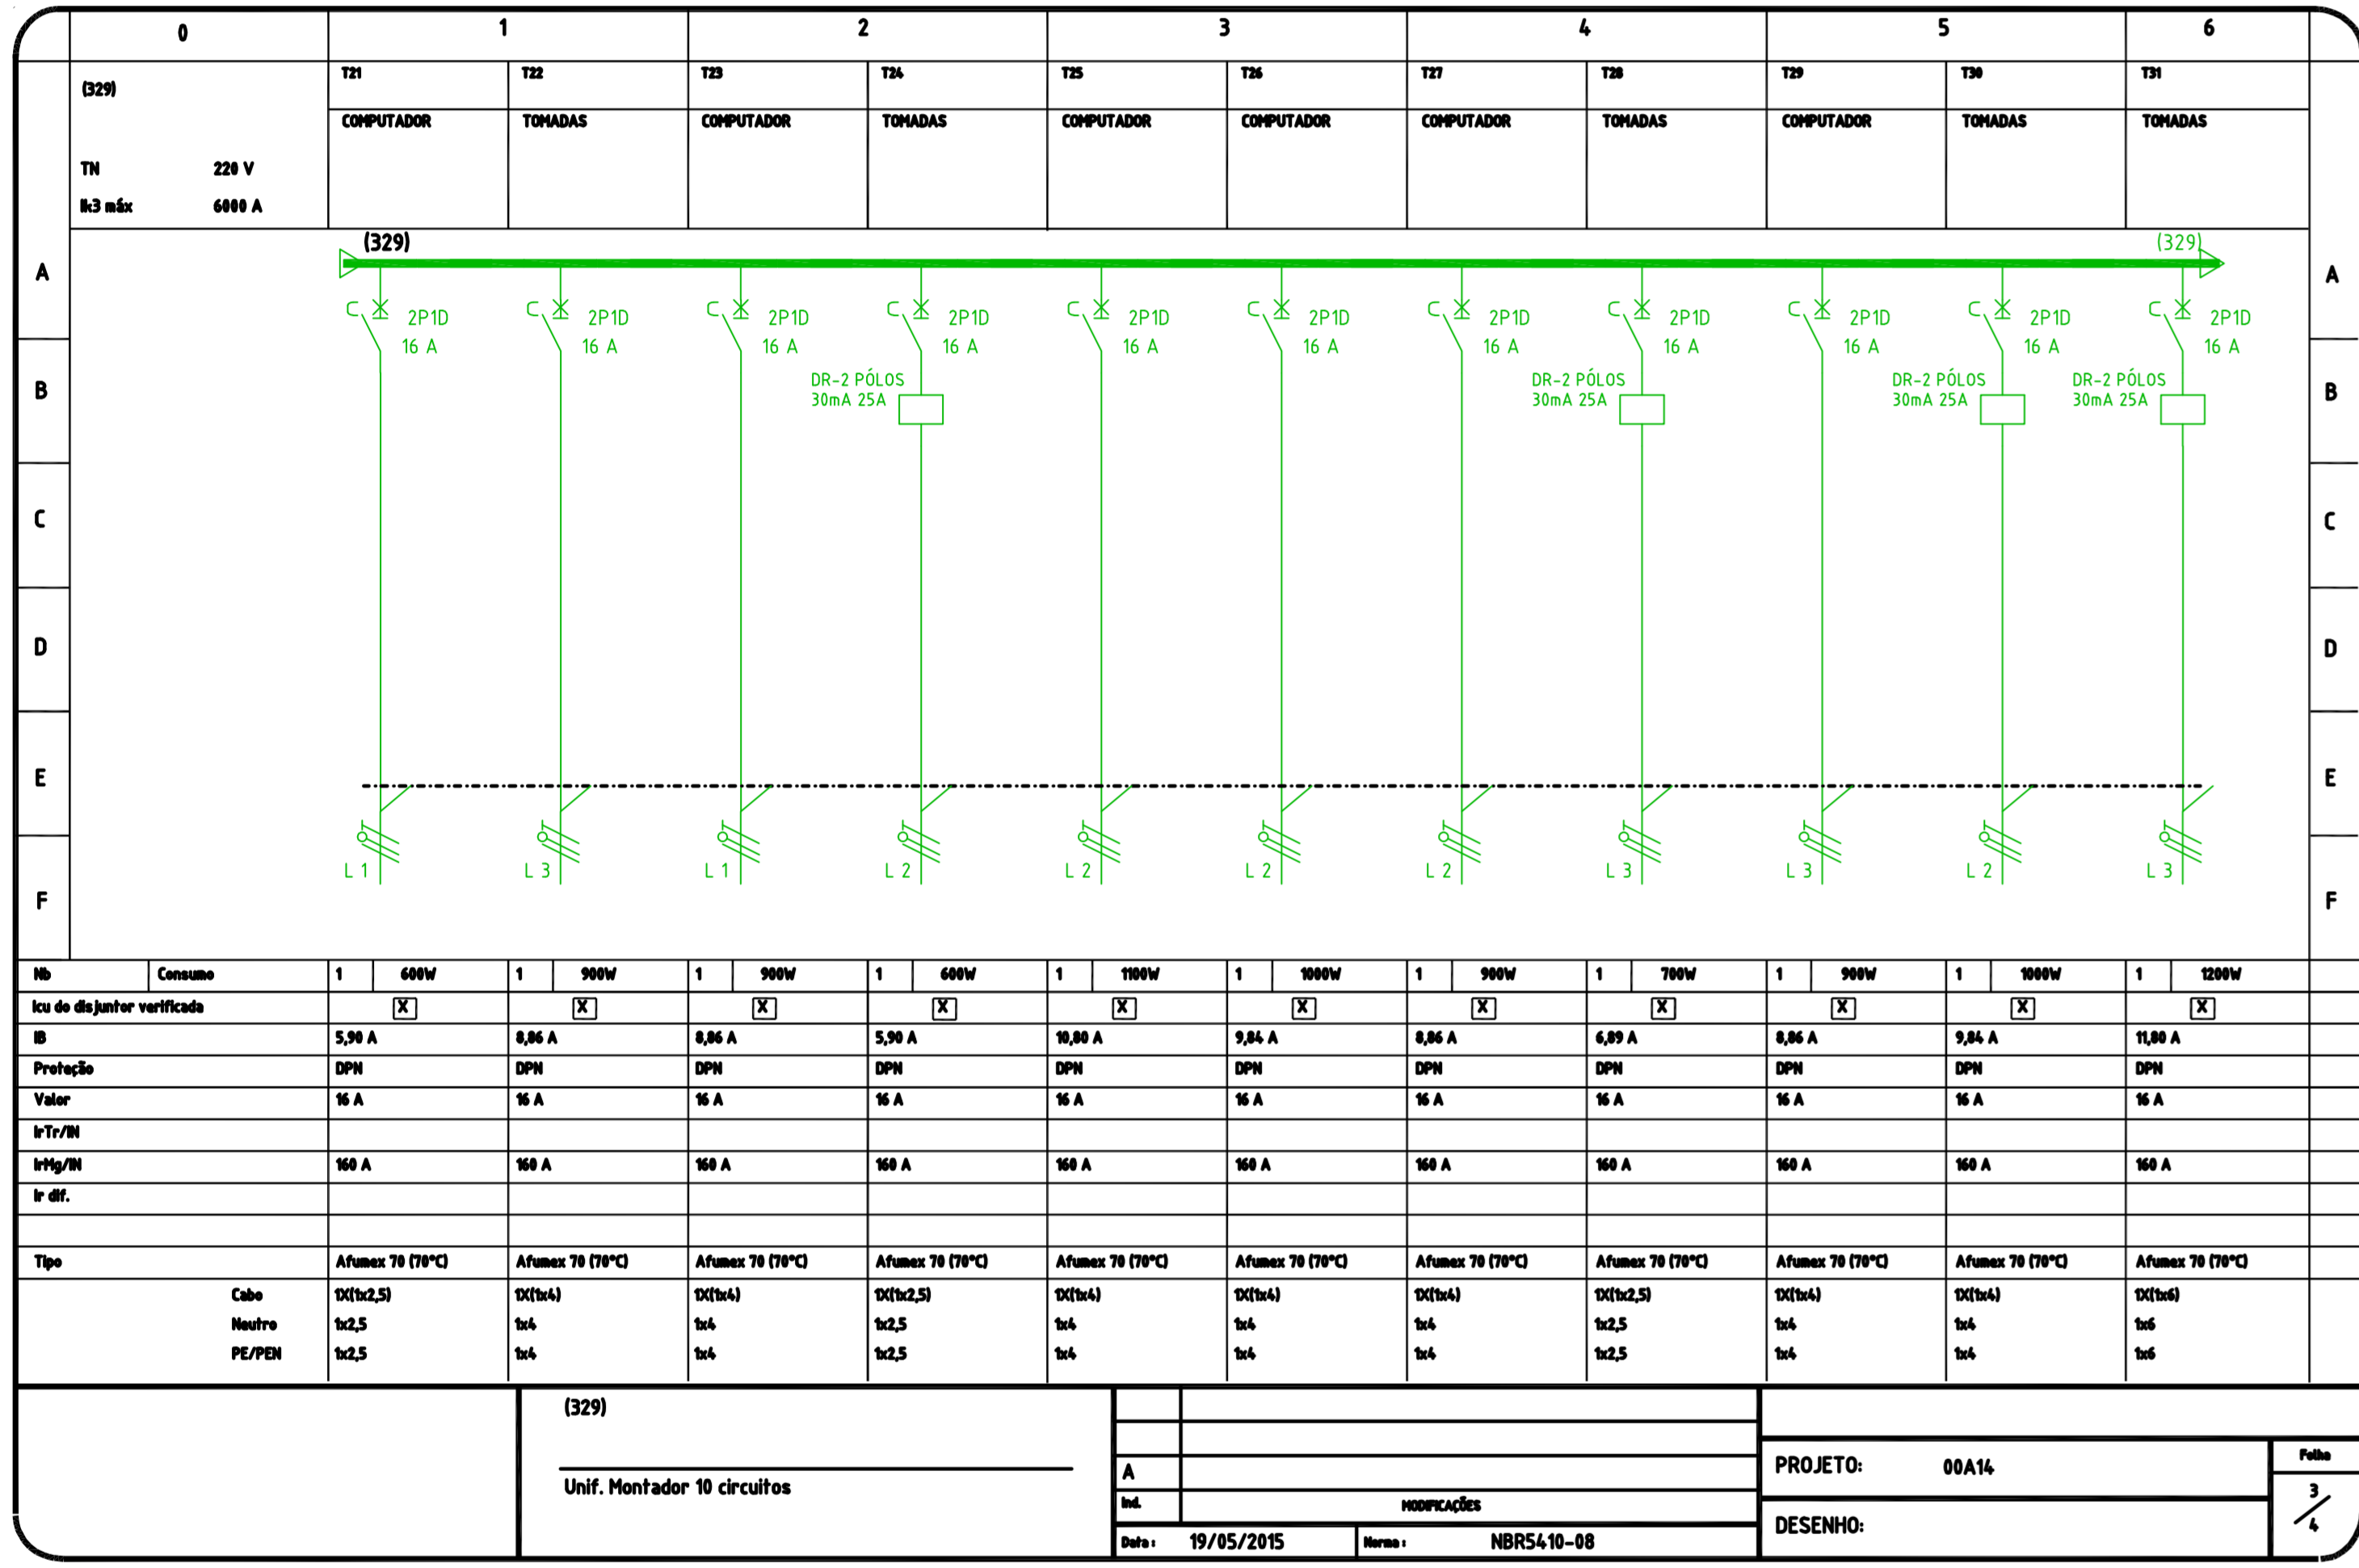 0 1 2 3 4 5 6
(329) T21 T22 T23 T24 T25 T26 T27 T28 T29 T30 T31
COMPUTADOR TOMADAS COMPUTADOR TOMADAS COMPUTADOR COMPUTADOR COMPUTADOR TOMADAS COMPUTADOR TOMADAS TOMADAS
TN 220 V
Ik3 máx 6000 A
(329) (329)
A A
C 2P1D C 2P1D C 2P1D C 2P1D C 2P1D C 2P1D C 2P1D C 2P1D C 2P1D C 2P1D C 2P1D
16 A 16 A 16 A 16 A 16 A 16 A 16 A 16 A 16 A 16 A 16 A
B DR-2 PÓLOS DR-2 PÓLOS DR-2 PÓLOS DR-2 PÓLOS B
30mA 25A 30mA 25A 30mA 25A 30mA 25A
C C
D D
E E
L 1 L 3 L 1 L 2 L 2 L 2 L 2 L 3 L 3 L 2 L 3
F F
Nb Consumo 1 600W 1 900W 1 900W 1 600W 1 1100W 1 1000W 1 900W 1 700W 1 900W 1 1000W 1 1200W
Icu do disjuntor verificada X X X X X X X X X X X
IB 5,90 A 8,86 A 8,86 A 5,90 A 10,80 A 9,84 A 8,86 A 6,89 A 8,86 A 9,84 A 11,80 A
Proteção DPN DPN DPN DPN DPN DPN DPN DPN DPN DPN DPN
Valor 16 A 16 A 16 A 16 A 16 A 16 A 16 A 16 A 16 A 16 A 16 A
IrTr/IN
IrMg/IN 160 A 160 A 160 A 160 A 160 A 160 A 160 A 160 A 160 A 160 A 160 A
Ir dif.
Tipo Afumex 70 (70°C) Afumex 70 (70°C) Afumex 70 (70°C) Afumex 70 (70°C) Afumex 70 (70°C) Afumex 70 (70°C) Afumex 70 (70°C) Afumex 70 (70°C) Afumex 70 (70°C) Afumex 70 (70°C) Afumex 70 (70°C)
Cabo 1X(1x2,5) 1X(1x4) 1X(1x4) 1X(1x2,5) 1X(1x4) 1X(1x4) 1X(1x4) 1X(1x2,5) 1X(1x4) 1X(1x4) 1X(1x6)
Neutro 1x2,5 1x4 1x4 1x2,5 1x4 1x4 1x4 1x2,5 1x4 1x4 1x6
PE/PEN 1x2,5 1x4 1x4 1x2,5 1x4 1x4 1x4 1x2,5 1x4 1x4 1x6
(329)
Unif. Montador 10 circuitos
A
Ind. MODIFICAÇÕES
Data : 19/05/2015 Norma : NBR5410-08
PROJETO: 00A14
DESENHO:
Folha
3/4